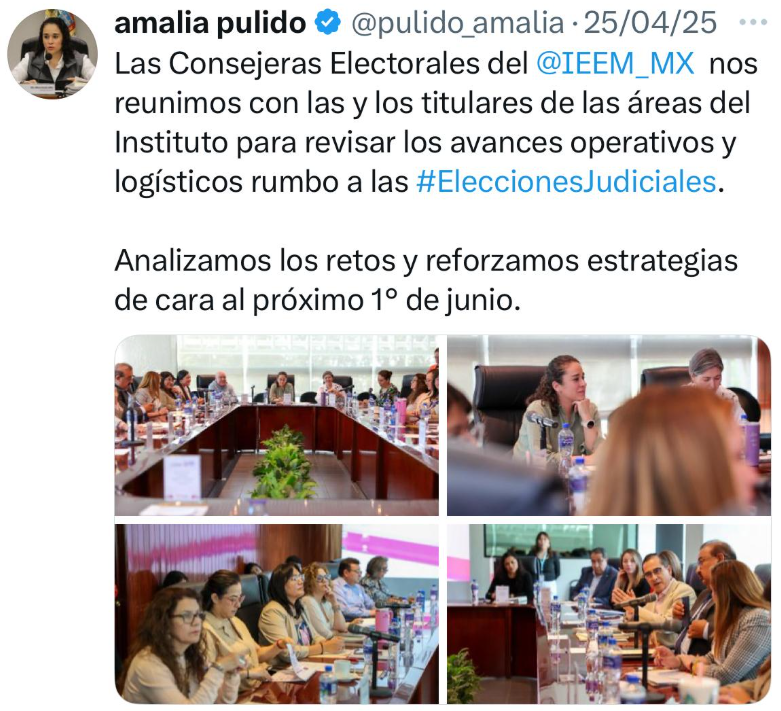 amalia pulido @pulido_amalia · 25/04/25
Las Consejeras Electorales del @IEEM_MX nos
reunimos con las y los titulares de las áreas del
Instituto para revisar los avances operativos y
logísticos rumbo a las #EleccionesJudiciales.
Analizamos los retos y reforzamos estrategias
de cara al próximo 1° de junio.